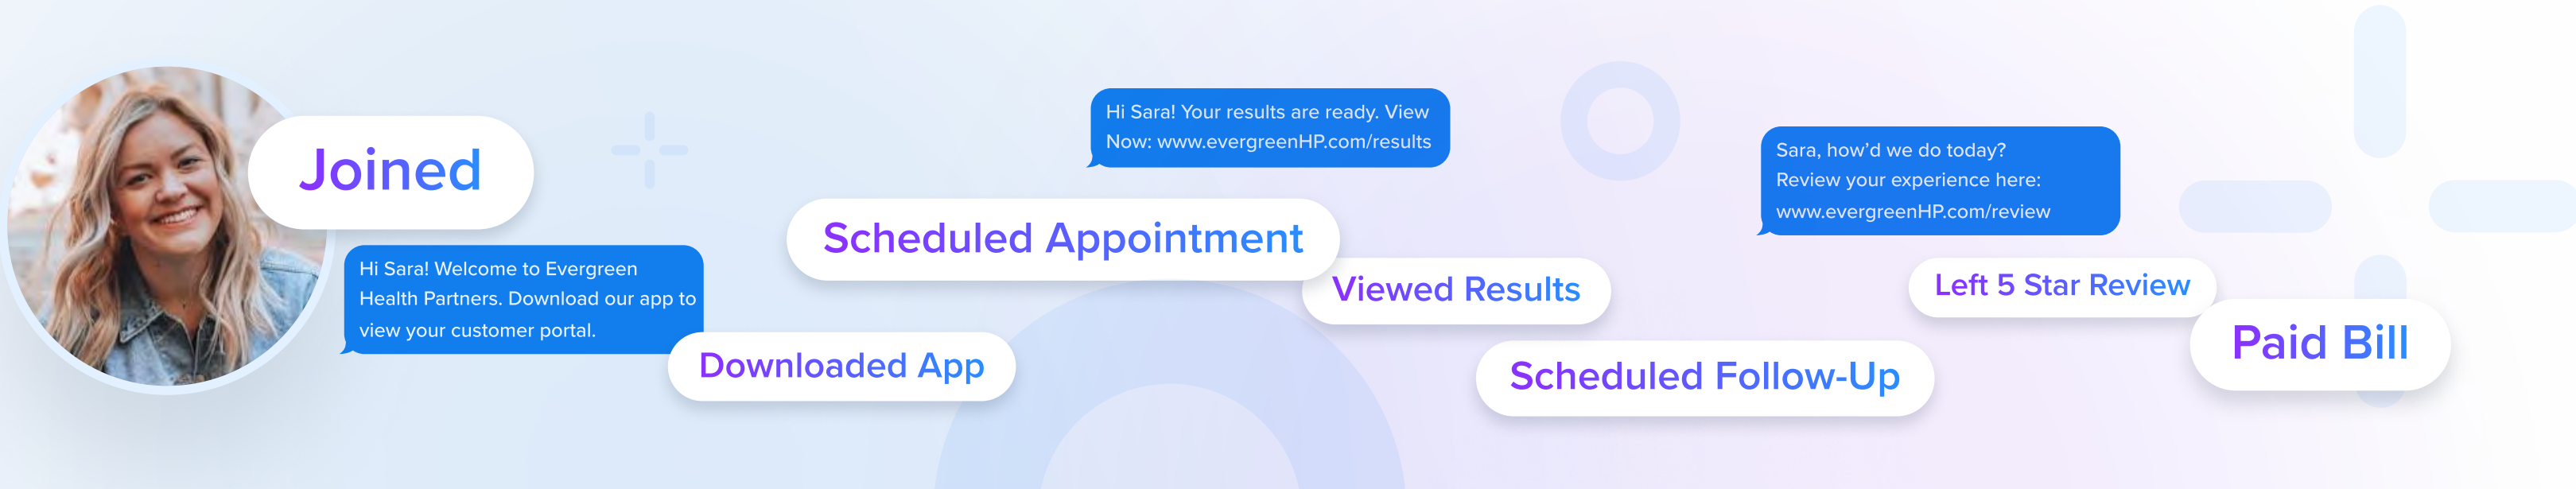 Joined
Hi Sara! Welcome to Evergreen
Health Partners. Download our app to
view your customer portal.
Downloaded App
Scheduled Appointment
Hi Sara! Your results are ready. View
Now: www.evergreenHP.com/results
Viewed Results
Scheduled Follow-Up
Sara, how’d we do today?
Review your experience here:
www.evergreenHP.com/review
Left 5 Star Review
Paid Bill